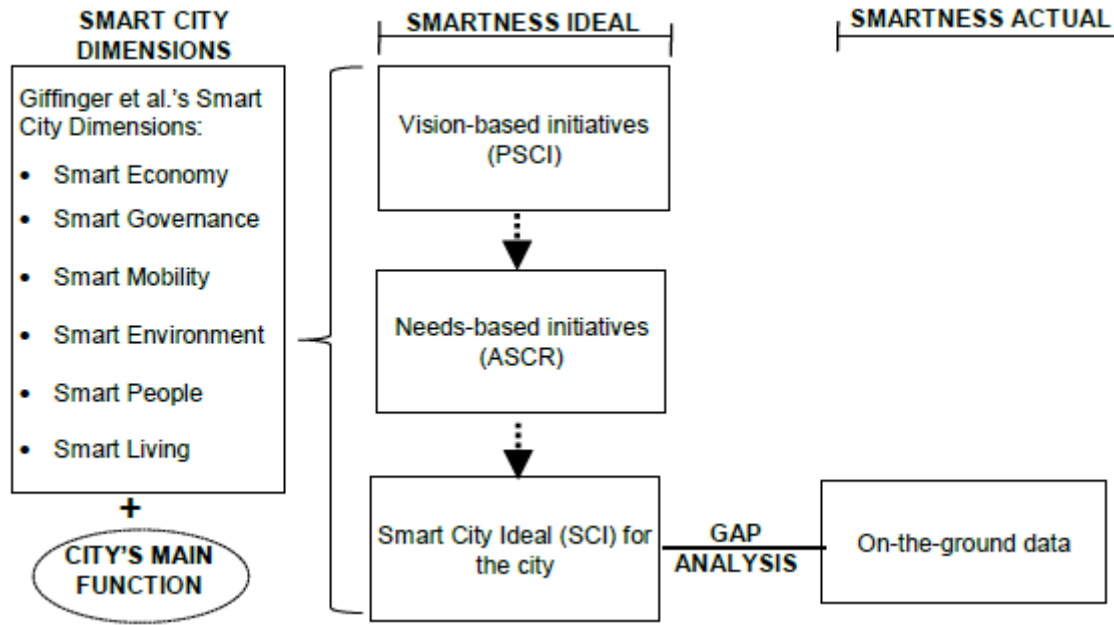 SMART CITY
DIMENSIONS
Giffinger et al.'s Smart
City Dimensions:
• Smart Economy
• Smart Governance
• Smart Mobility
• Smart Environment
• Smart People
• Smart Living
+
CITY'S MAIN
FUNCTION
SMARTNESS IDEAL
Vision-based initiatives
(PSCI)
Needs-based initiatives
(ASCR)
Smart City Ideal (SCI) for
the city
GAP
ANALYSIS
SMARTNESS ACTUAL
On-the-ground data